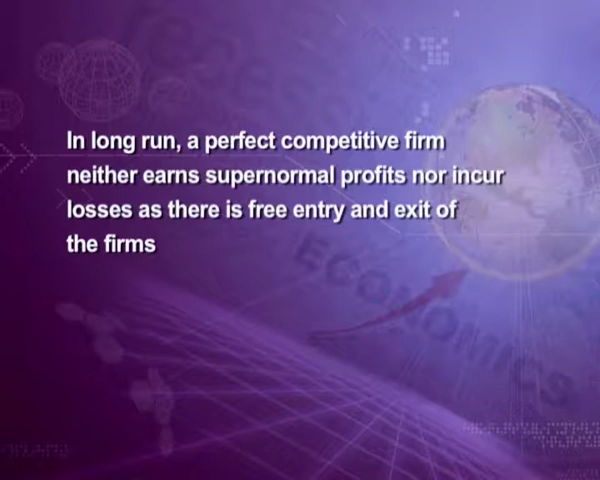 In long run, a perfect competitive firm
neither earns supernormal profits nor incur
losses as there is free entry and exit of
the firms
ECONOMICS